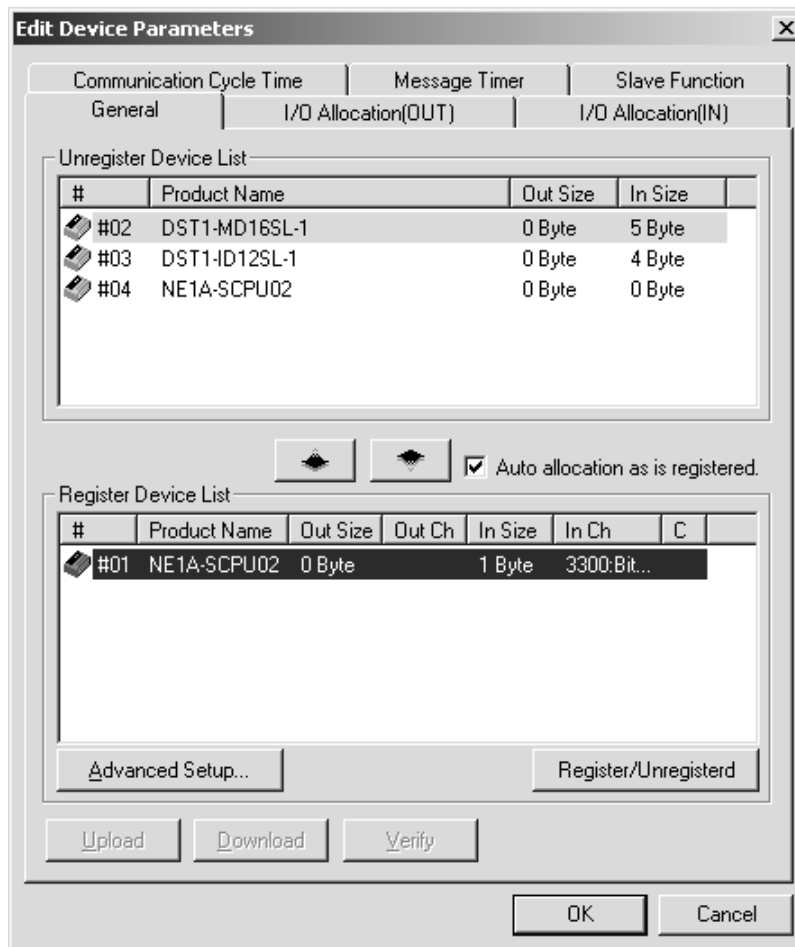 Edit Device Parameters
Communication Cycle Time Message Timer Slave Function
General I/O Allocation(OUT) I/O Allocation(IN)
Unregister Device List
# Product Name Out Size In Size
#02 DST1-MD16SL-1 0 Byte 5 Byte
#03 DST1-ID12SL-1 0 Byte 4 Byte
#04 NE1A-SCPU02 0 Byte 0 Byte
Auto allocation as is registered.
Register Device List
# Product Name Out Size Out Ch In Size In Ch C
#01 NE1A-SCPU02 0 Byte 1 Byte 3300:Bit...
Advanced Setup... Register/Unregisterd
Upload Download Verify
OK Cancel